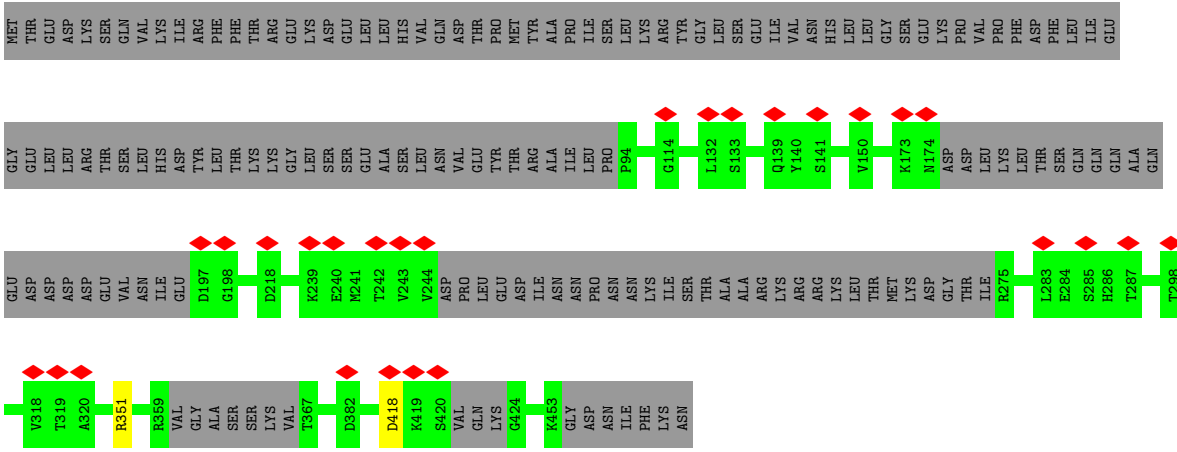 MET THR GLU ASP LYS SER GLN VAL LYS ILE ARG PHE PHE THR ARG GLU LYS ASP GLU LEU LEU HIS VAL GLN ASP THR PRO MET TYR ALA PRO ILE SER LEU LYS ARG TYR GLY LEU SER GLU ILE VAL ASN HIS LEU LEU GLY SER GLU LYS PRO VAL PRO PHE ASP PHE LEU ILE GLU
GLY GLU LEU LEU ARG THR SER LEU HIS ASP TYR LEU THR LYS LYS GLY LEU SER SER GLU ALA SER LEU ASN VAL GLU TYR THR ARG ALA ILE LEU PRO P94 G114 L132 S133 Q139 Y140 S141 V150 K173 N174 ASP ASP LEU LYS LEU THR SER GLN GLN GLN ALA GLN
GLU ASP ASP ASP ASP GLU VAL ASN ILE GLU D197 G198 D218 K239 E240 M241 T242 V243 V244 ASP PRO LEU GLU ASP ILE ASN ASN PRO ASN ASN LYS ILE SER THR ALA ALA ARG LYS ARG ARG LYS LEU THR MET LYS ASP GLY THR ILE R275 L283 E284 S285 H286 T287 T298
V318 T319 A320 R351 R359 VAL GLY ALA SER SER LYS VAL T367 D382 D418 K419 S420 VAL GLN LYS G424 K453 GLY ASP ASN ILE PHE LYS ASN